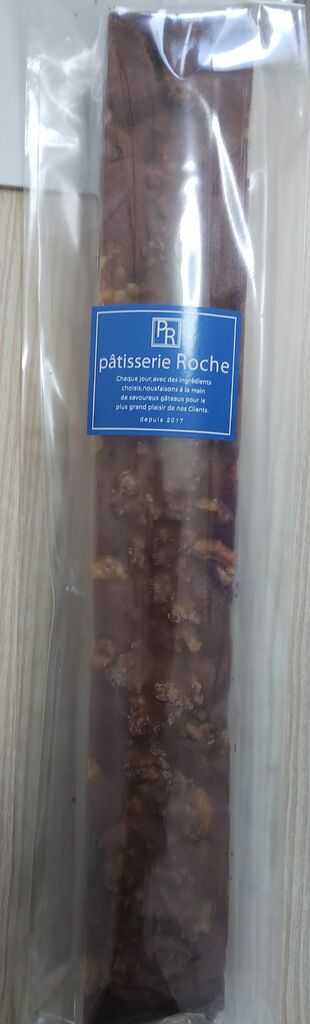 PR
pâtisserie Roche
Chaque jour,avec des ingrédients
choisis,nousfaisons à la main
de savoureux gâteaux pour le
plus grand plaisir de nos Clients.
depuis 2017